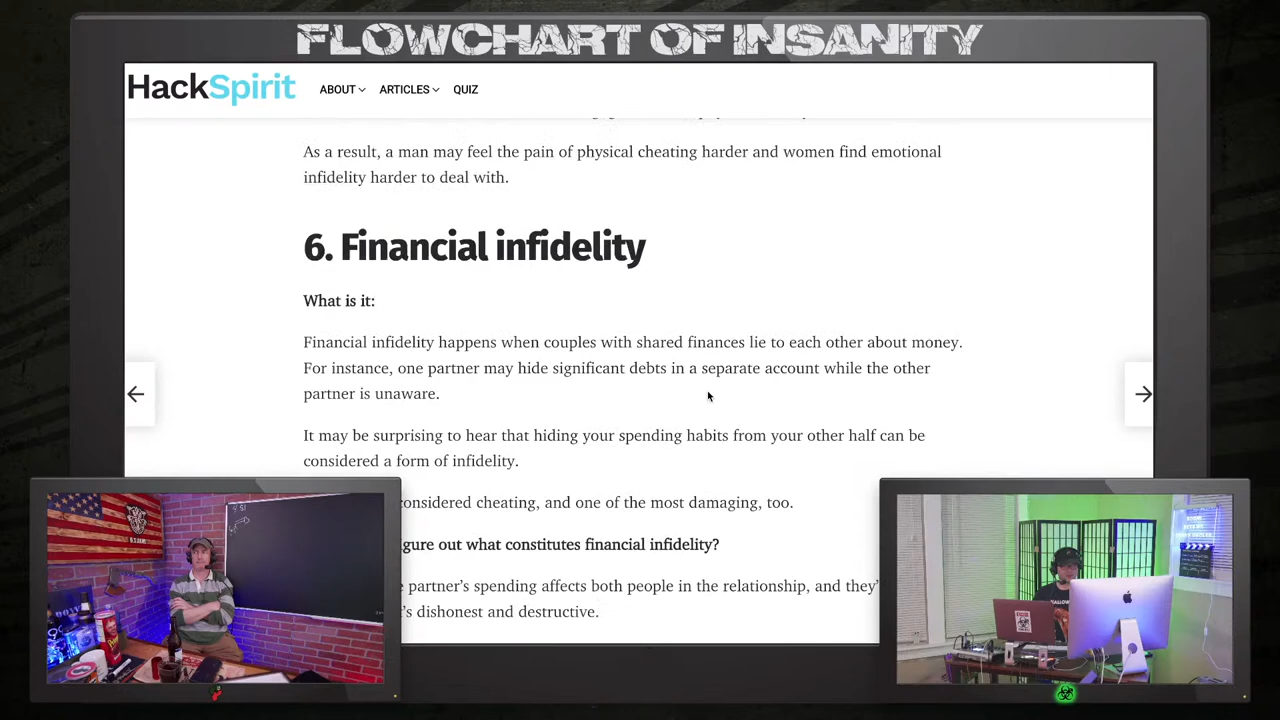 FLOWCHART OF INSANITY
HackSpirit
ABOUT ARTICLES QUIZ
As a result, a man may feel the pain of physical cheating harder and women find emotional
infidelity harder to deal with.
6. Financial infidelity
What is it:
Financial infidelity happens when couples with shared finances lie to each other about money.
For instance, one partner may hide significant debts in a separate account while the other
partner is unaware.
It may be surprising to hear that hiding your spending habits from your other half can be
considered a form of infidelity.
considered cheating, and one of the most damaging, too.
gure out what constitutes financial infidelity?
partner's spending affects both people in the relationship, and they'
's dishonest and destructive.